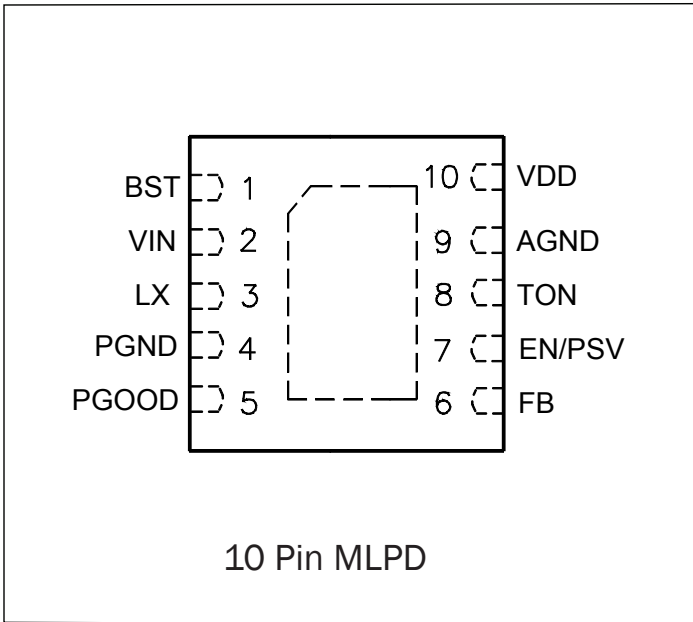 BST 1 10 VDD
VIN 2 9 AGND
LX 3 8 TON
PGND 4 7 EN/PSV
PGOOD 5 6 FB
10 Pin MLPD